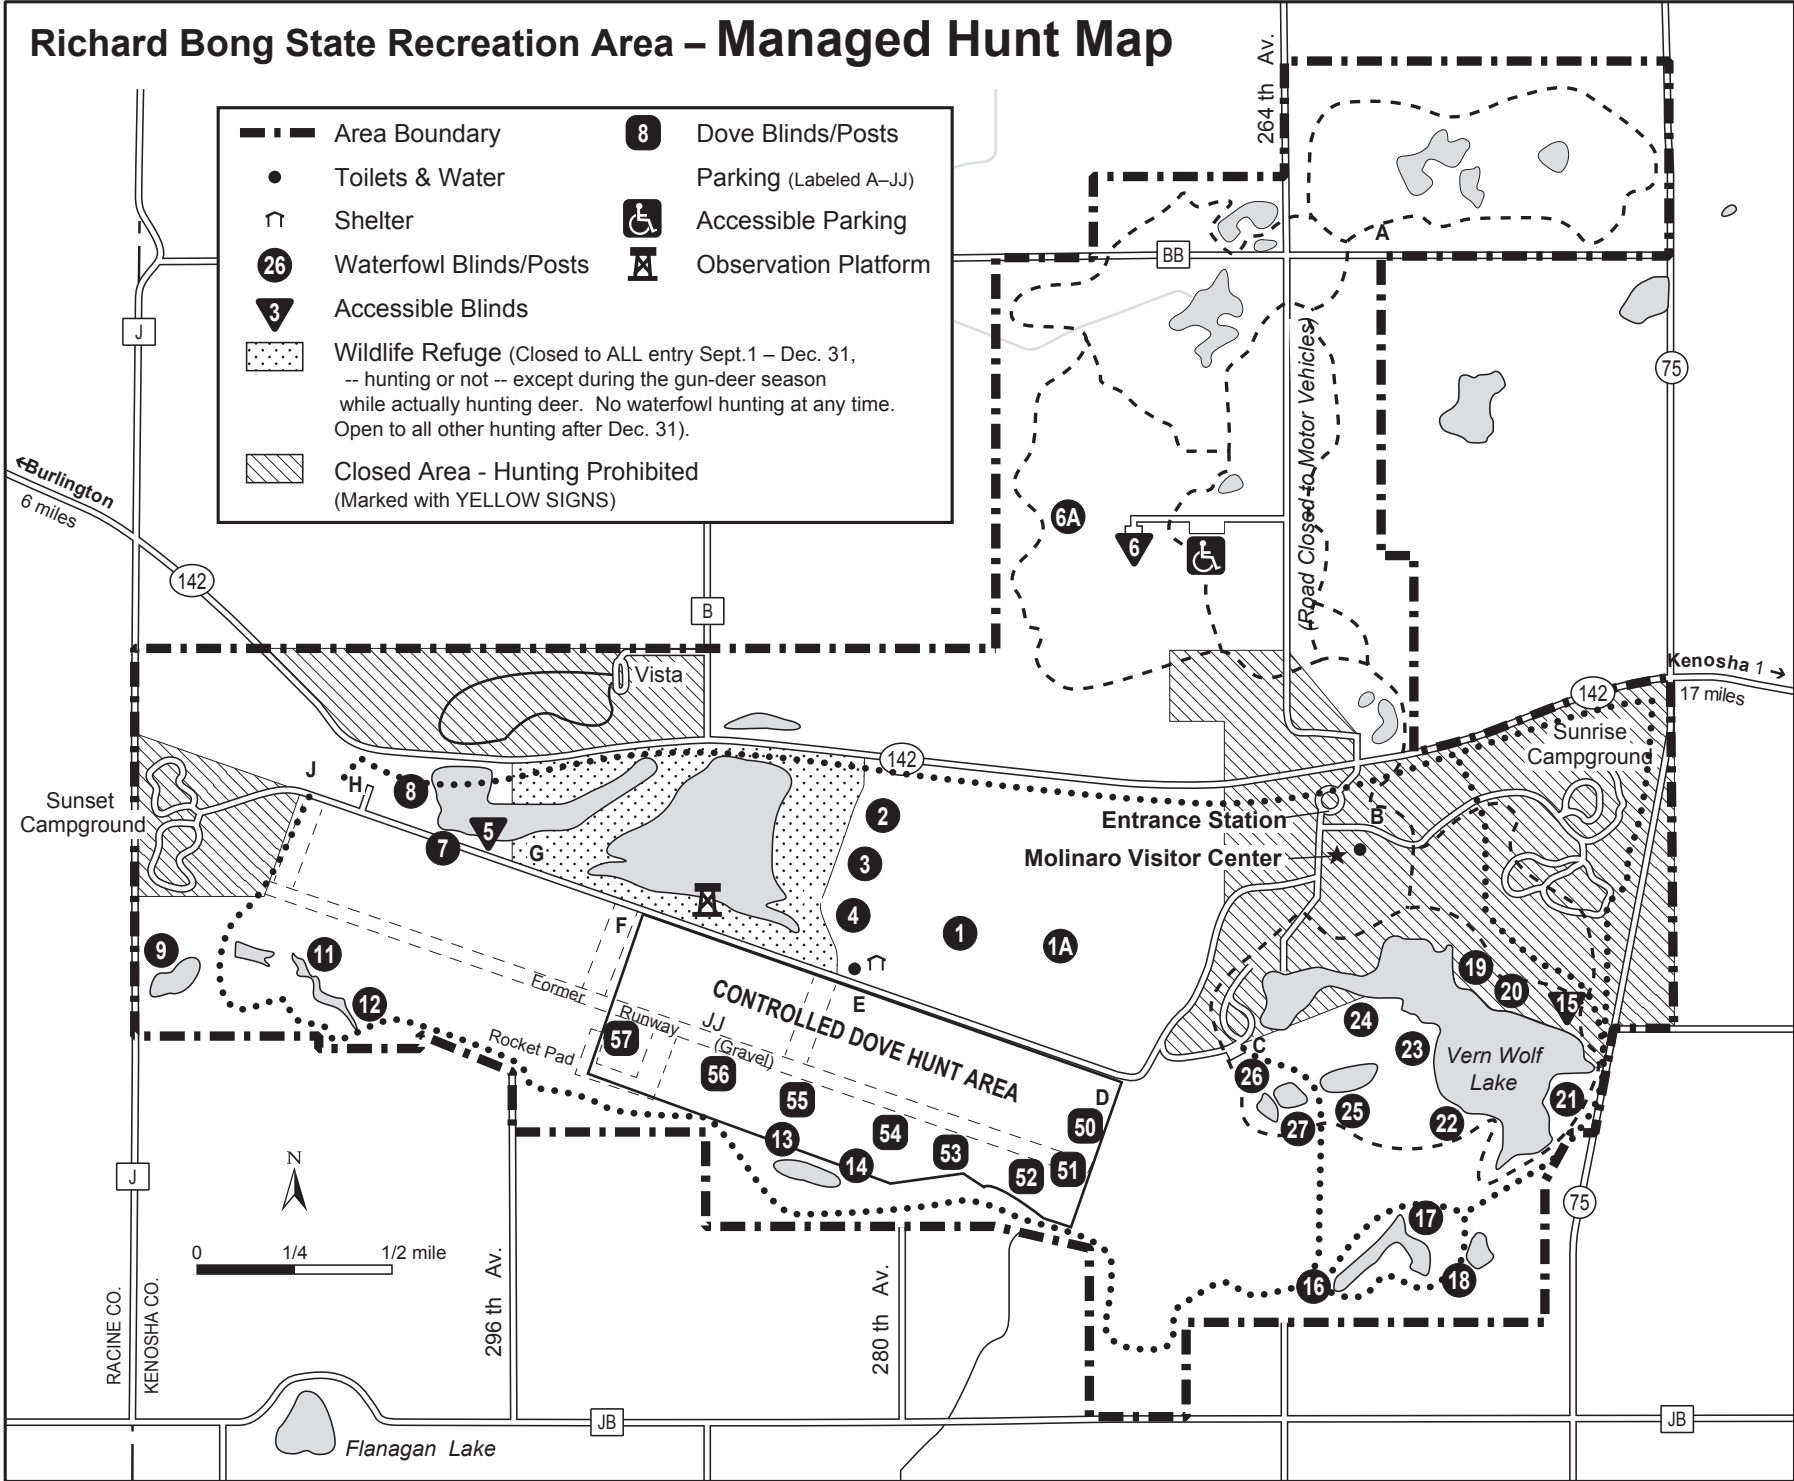 Richard Bong State Recreation Area – Managed Hunt Map
Area Boundary
Toilets & Water
Shelter
26 Waterfowl Blinds/Posts
3 Accessible Blinds
8 Dove Blinds/Posts
Parking (Labeled A–JJ)
Accessible Parking
Observation Platform
Wildlife Refuge (Closed to ALL entry Sept.1 – Dec. 31,
-- hunting or not -- except during the gun-deer season
while actually hunting deer. No waterfowl hunting at any time.
Open to all other hunting after Dec. 31).
Closed Area - Hunting Prohibited
(Marked with YELLOW SIGNS)
264 th Av.
A
BB
J
75
Burlington
6 miles
142
B
6A
6
(Road Closed to Motor Vehicles)
Vista
Kenosha 1
17 miles
142
Sunrise
Campground
142
J
H
8
Sunset
Campground
5
7
G
2
3
4
1
1A
Entrance Station
B
Molinaro Visitor Center
F
E
9
11
12
Former
Runway
JJ
(Gravel)
Rocket Pad
CONTROLLED DOVE HUNT AREA
57
56
55
54
53
52
51
50
D
13
14
19
20
15
24
23
Vern Wolf
Lake
C
26
27
25
22
21
17
16
18
75
J
N
0 1/4 1/2 mile
RACINE CO.
KENOSHA CO.
296 th Av.
280 th Av.
JB
JB
Flanagan Lake